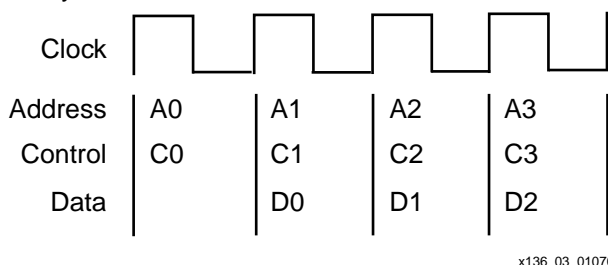 Clock
Address A0 A1 A2 A3
Control C0 C1 C2 C3
Data D0 D1 D2